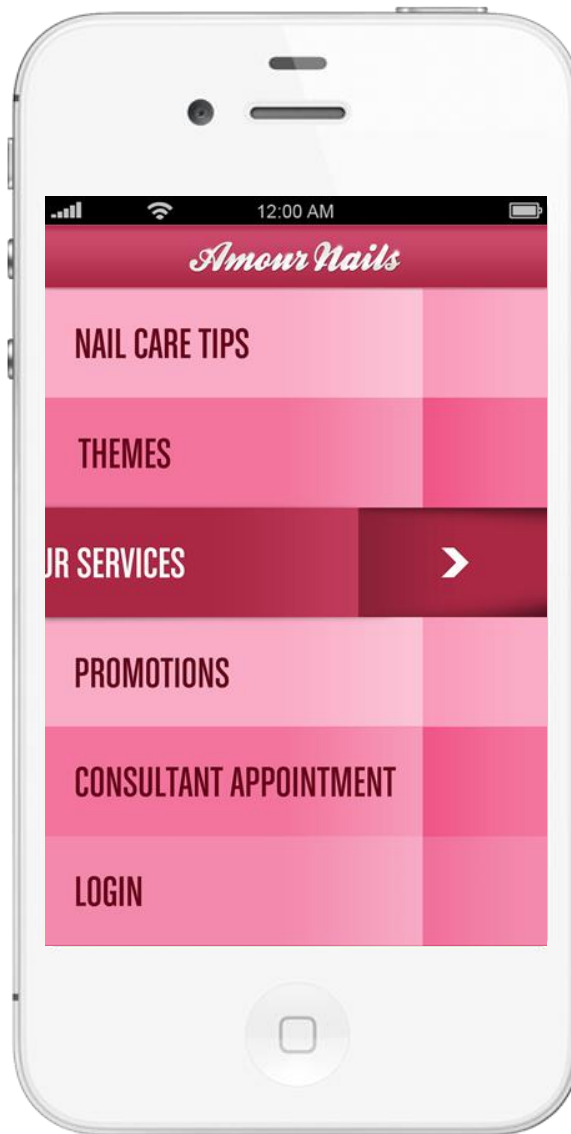 12:00 AM
Amour Nails
NAIL CARE TIPS
THEMES
UR SERVICES
PROMOTIONS
CONSULTANT APPOINTMENT
LOGIN